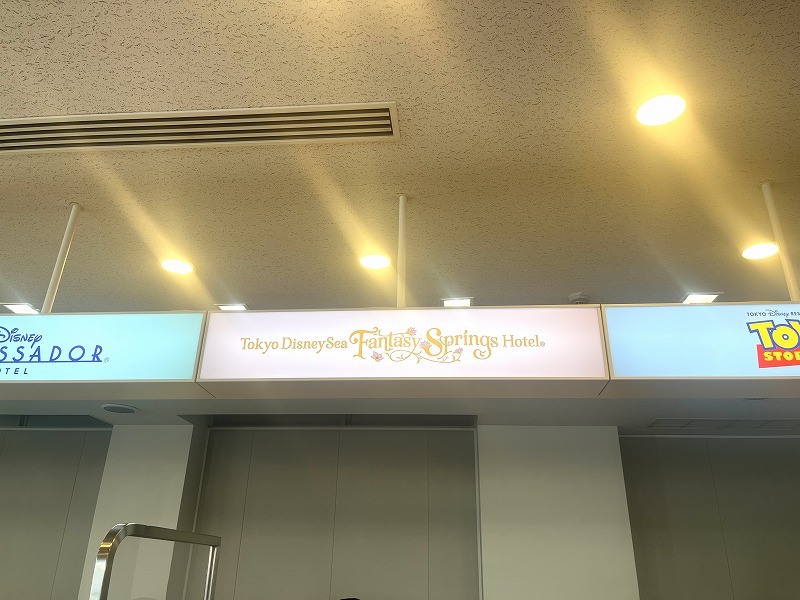 Disney
SSADOR®
OTEL
Tokyo DisneySea Fantasy Springs Hotel®
TOKYO Disney RES
TOY
STO